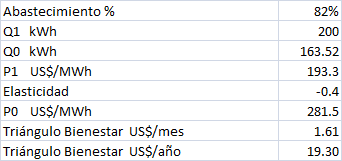 Abastecimiento % 82%
Q1 kWh 200
Q0 kWh 163.52
P1 US$/MWh 193.3
Elasticidad -0.4
P0 US$/MWh 281.5
Triángulo Bienestar US$/mes 1.61
Triángulo Bienestar US$/año 19.30